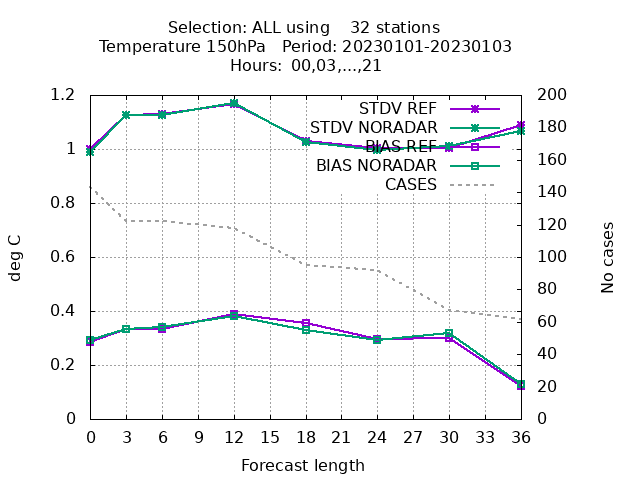 Selection: ALL using    32 stations
Temperature 150hPa   Period: 20230101-20230103
Hours:  00,03,...,21
1.2
1
0.8
0.6
0.4
0.2
0
deg C
STDV REF
STDV NORADAR
BIAS REF
BIAS NORADAR
CASES
200
180
160
140
120
100
80
60
40
20
0
No cases
0 3 6 9 12 15 18 21 24 27 30 33 36
Forecast length